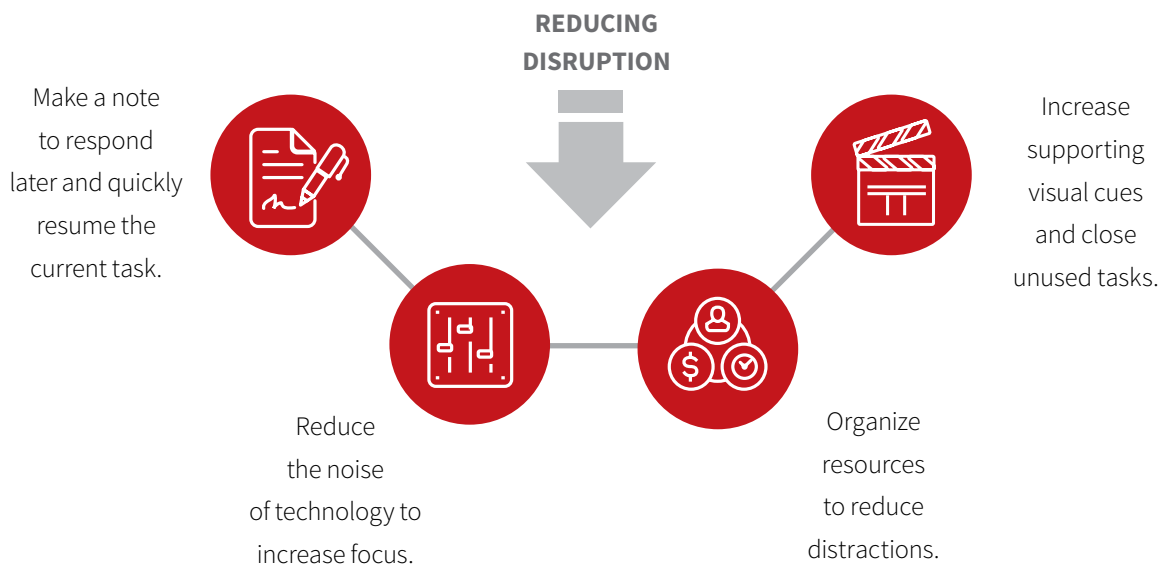 REDUCING
DISRUPTION
Make a note
to respond
later and quickly
resume the
current task.
Reduce
the noise
of technology to
increase focus.
$
Organize
resources
to reduce
distractions.
Increase
supporting
visual cues
and close
unused tasks.